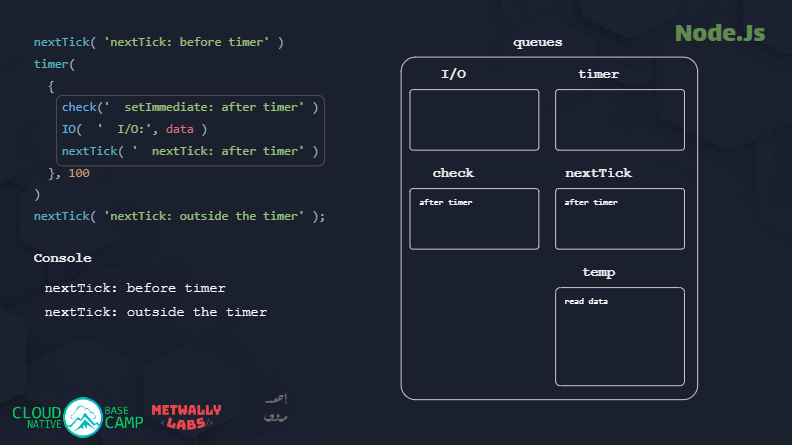 Node.Js
nextTick( 'nextTick: before timer' )
timer(
{
check('  setImmediate: after timer' )
IO(  '  I/O:', data )
nextTick( '  nextTick: after timer' )
}, 100
)
nextTick( 'nextTick: outside the timer' );
Console
nextTick: before timer
nextTick: outside the timer
queues
I/O
timer
check
nextTick
after timer
after timer
temp
read data
CLOUD NATIVE
BASE CAMP
METWALLY
<LABS/>